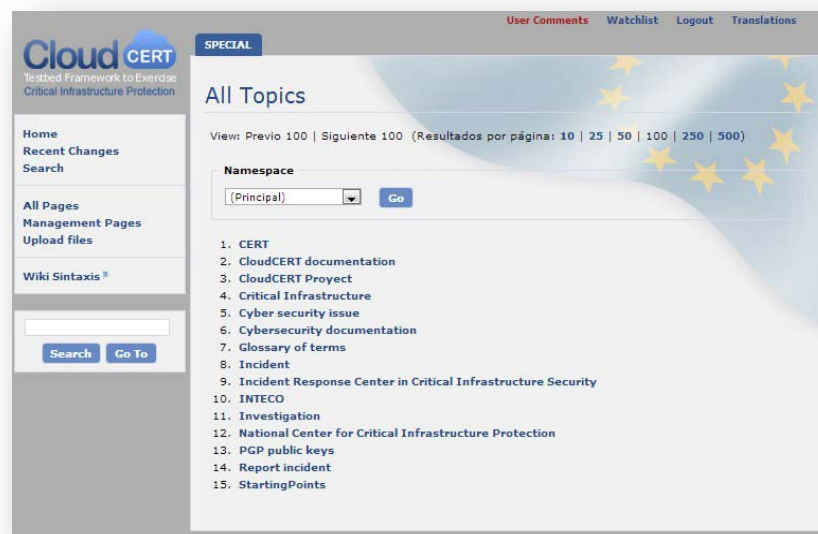 User Comments Watchlist Logout Translations
Cloud CERT
Testbed Framework to Exercise
Critical Infrastructure Protection
SPECIAL
All Topics
Home
Recent Changes
Search
All Pages
Management Pages
Upload files
Wiki Sintaxis
Search Go To
View: Previo 100 | Siguiente 100 (Resultados por página: 10 | 25 | 50 | 100 | 250 | 500)
Namespace
(Principal) Go
1. CERT
2. CloudCERT documentation
3. CloudCERT Proyect
4. Critical Infrastructure
5. Cyber security issue
6. Cybersecurity documentation
7. Glossary of terms
8. Incident
9. Incident Response Center in Critical Infrastructure Security
10. INTECO
11. Investigation
12. National Center for Critical Infrastructure Protection
13. PGP public keys
14. Report incident
15. StartingPoints